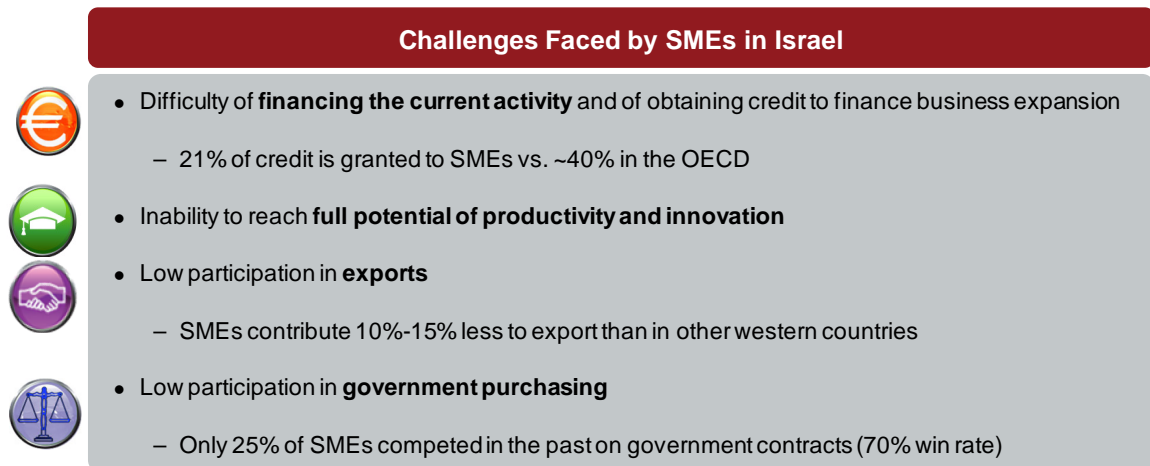 Challenges Faced by SMEs in Israel
• Difficulty of financing the current activity and of obtaining credit to finance business expansion
– 21% of credit is granted to SMEs vs. ~40% in the OECD
• Inability to reach full potential of productivity and innovation
• Low participation in exports
– SMEs contribute 10%-15% less to export than in other western countries
• Low participation in government purchasing
– Only 25% of SMEs competed in the past on government contracts (70% win rate)